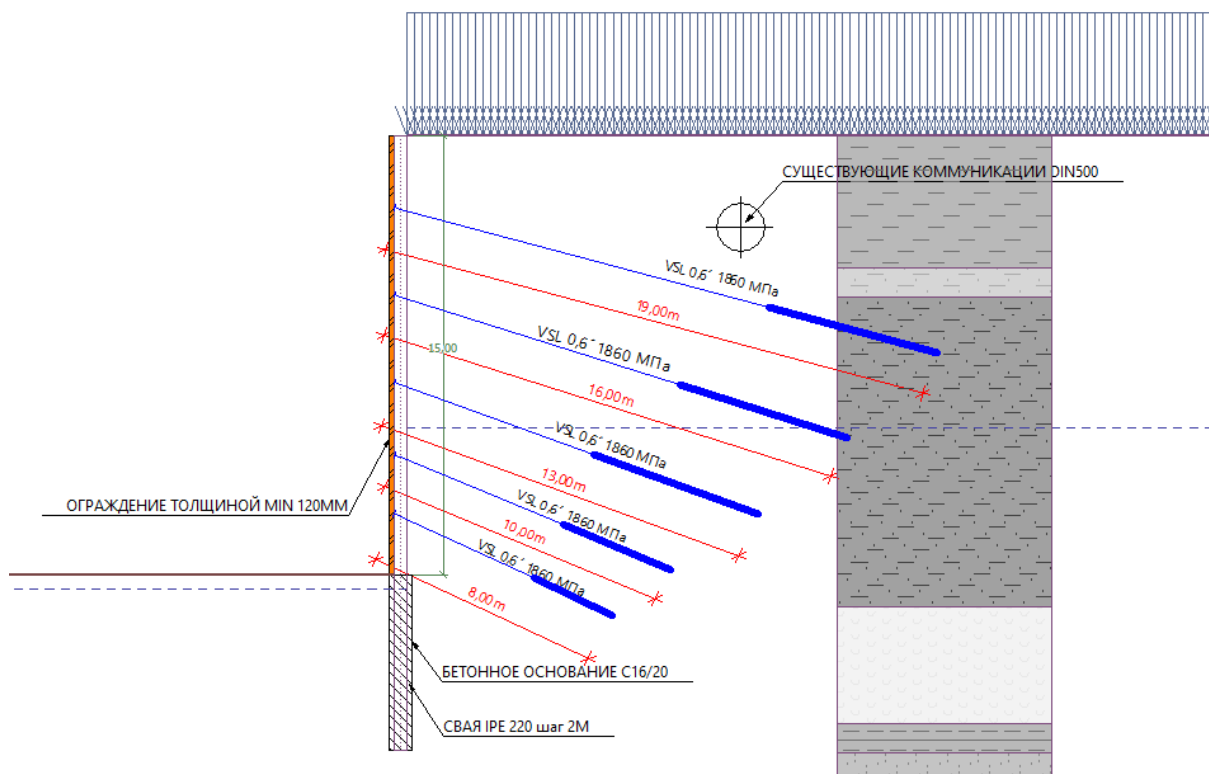 СУЩЕСТВУЮЩИЕ КОММУНИКАЦИИ DIN500
VSL 0,6´ 1860 МПа
19,00m
VSL 0,6´ 1860 МПа
15,00
16,00m
VSL 0,6´ 1860 МПа
13,00m
ОГРАЖДЕНИЕ ТОЛЩИНОЙ MIN 120ММ
VSL 0,6´ 1860 МПа
10,00m
VSL 0,6´ 1860 МПа
8,00m
БЕТОННОЕ ОСНОВАНИЕ С16/20
СВАЯ IPE 220 шаг 2М